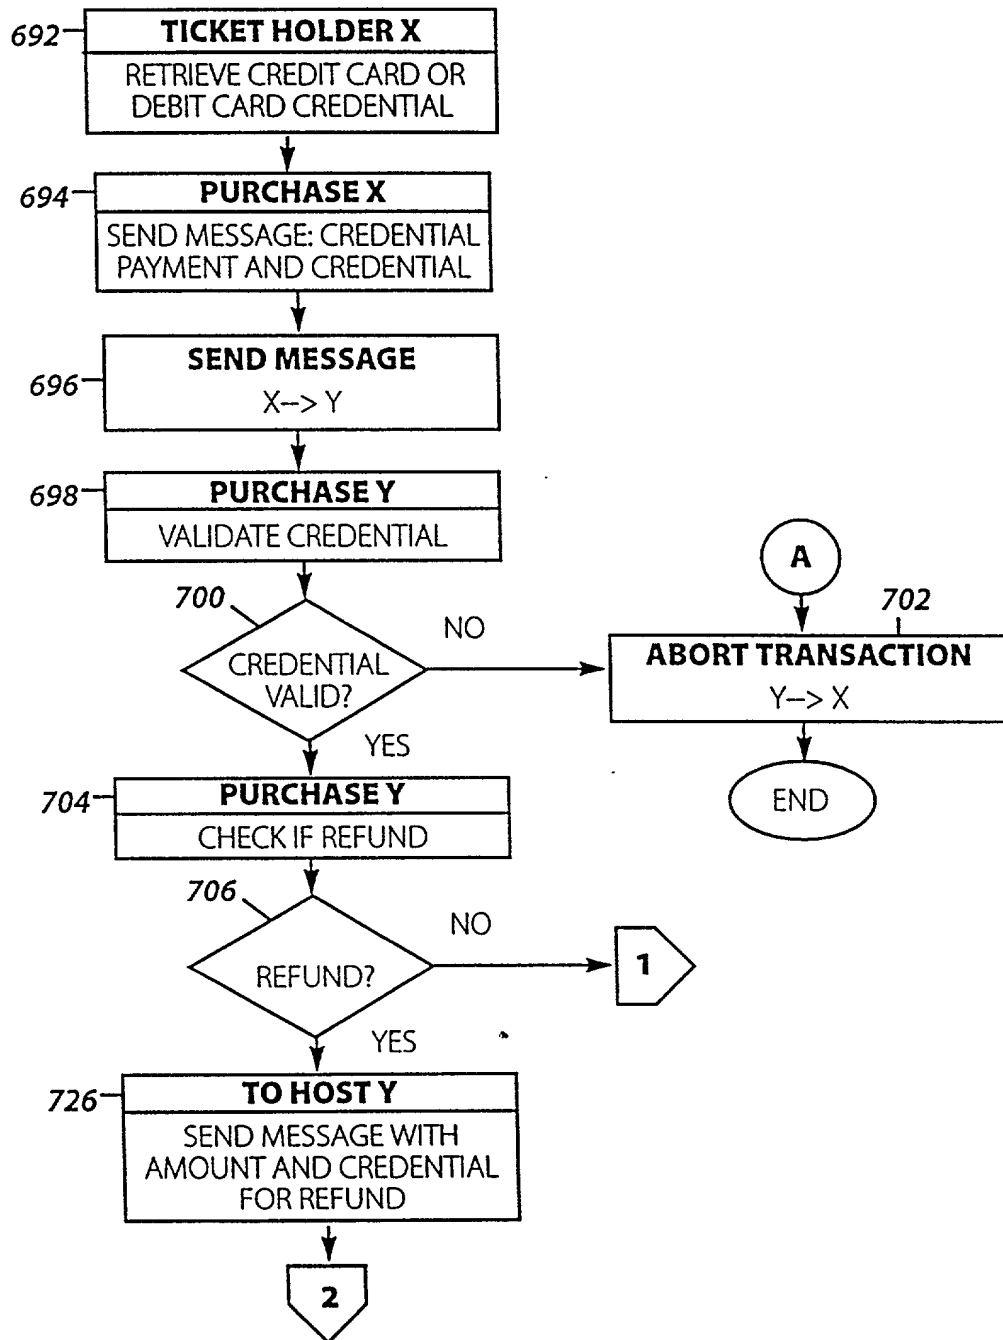 692
TICKET HOLDER X
RETRIEVE CREDIT CARD OR
DEBIT CARD CREDENTIAL
694
PURCHASE X
SEND MESSAGE: CREDENTIAL
PAYMENT AND CREDENTIAL
SEND MESSAGE
696
X--> Y
698
PURCHASE Y
VALIDATE CREDENTIAL
A
700
702
NO
CREDENTIAL
VALID?
ABORT TRANSACTION
Y--> X
YES
END
704
PURCHASE Y
CHECK IF REFUND
706
NO
REFUND?
1
YES
726
TO HOST Y
SEND MESSAGE WITH
AMOUNT AND CREDENTIAL
FOR REFUND
2